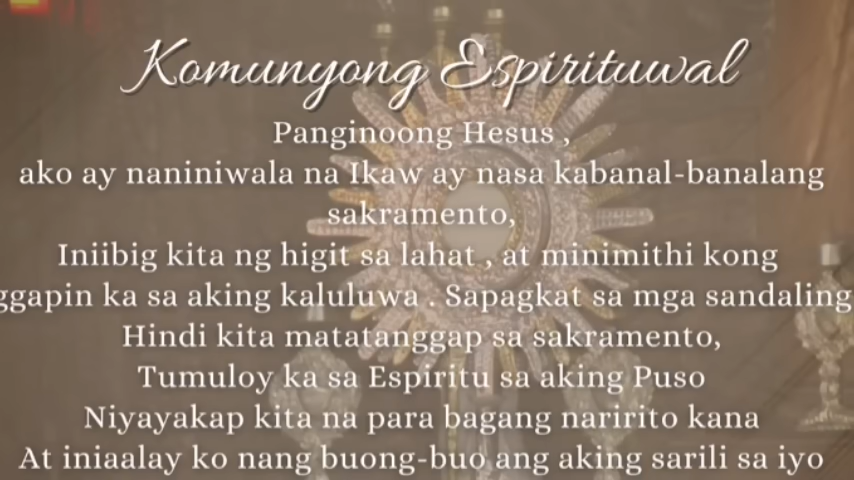 Komunyong Espirituwal
Panginoong Hesus ,
ako ay naniniwala na Ikaw ay nasa kabanal-banalang
sakramento,
Iniibig kita ng higit sa lahat , at minimithi kong
ka sa aking kaluluwa . Sapagkat sa mga sandaling
Hindi kita matatanggap sa sakramento,
Tumuloy ka sa Espiritu sa aking Puso
Niyayakap kita na para bagang naririto kana
At iniaalay ko nang buong-buo ang aking sarili sa iyo